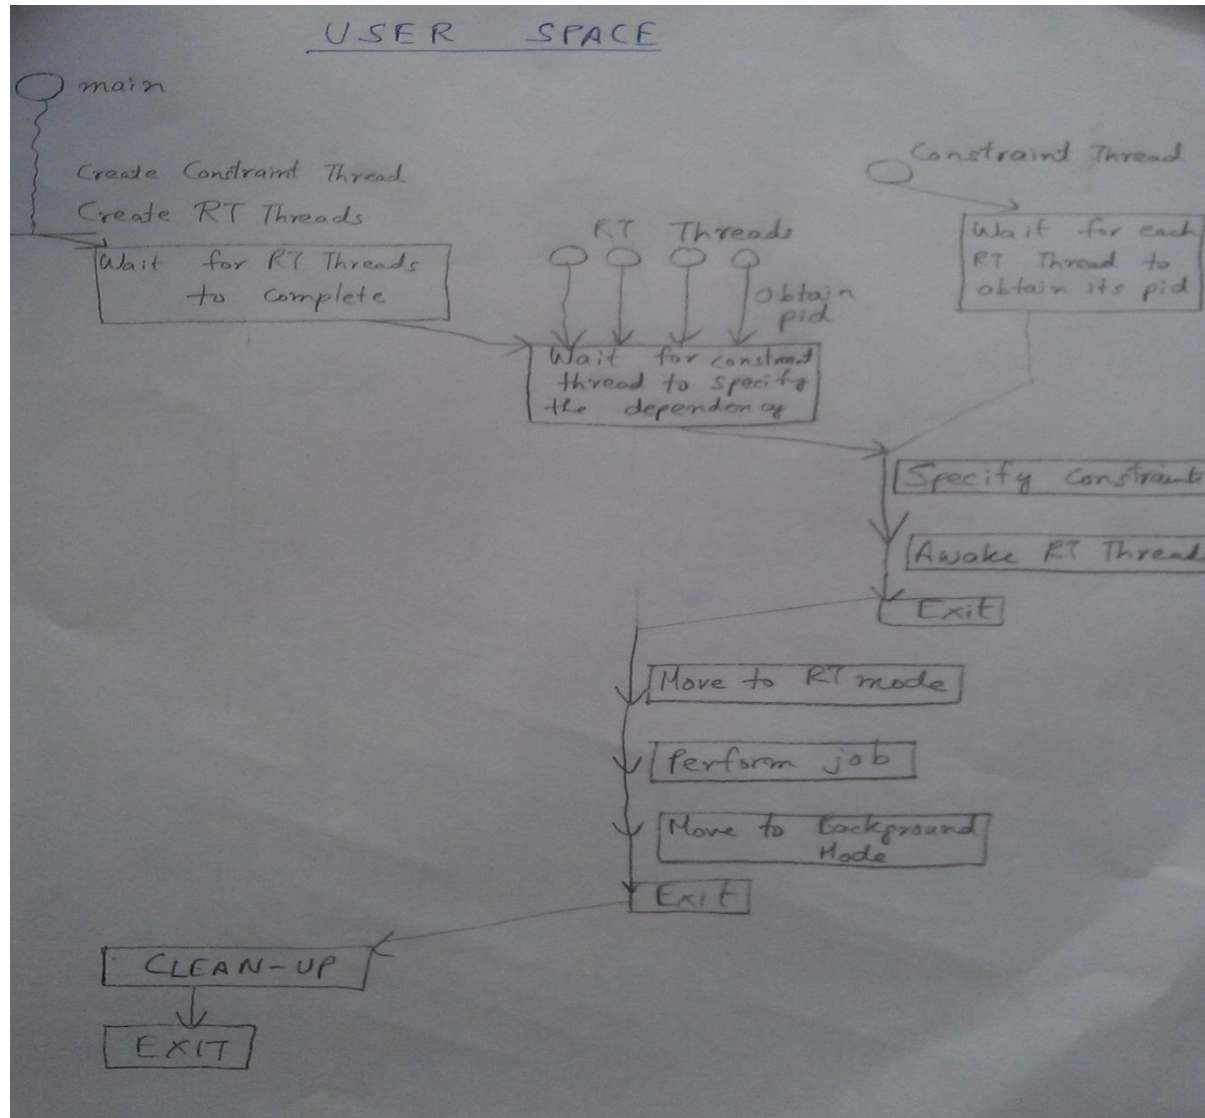 USER SPACE
main
Create Constraint Thread
Create RT Threads
Wait for RT Threads
to complete
RT Threads
Obtain
pid
Constraint Thread
Wait for each
RT Thread to
obtain its pid
Wait for constraint
thread to specify
the dependency
Specify Constraints
Awake RT Thread
Exit
Move to RT mode
Perform job
Move to Background
Mode
Exit
CLEAN-UP
EXIT